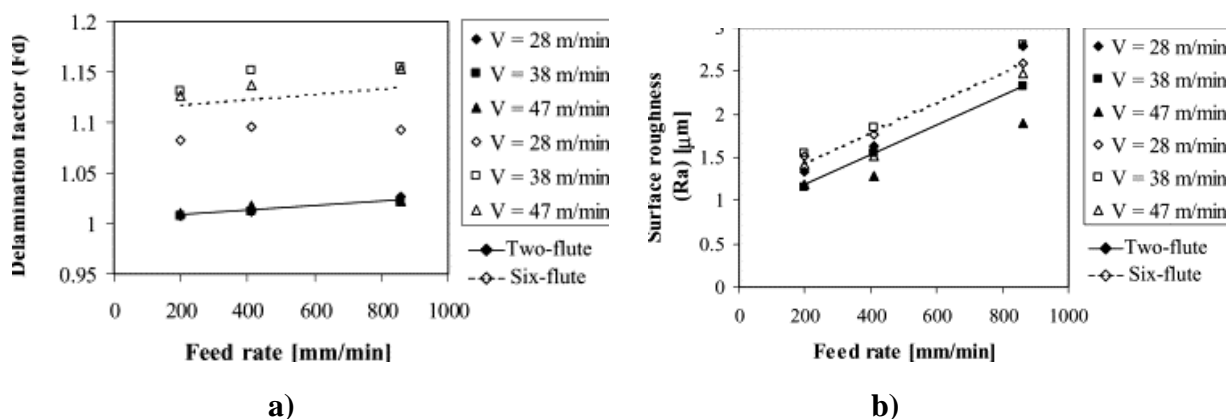 Delamination factor (Fd)
1.2
1.15
1.1
1.05
1
0.95
0
200
400
600
800
1000
Feed rate [mm/min]
V = 28 m/min
V = 38 m/min
V = 47 m/min
V = 28 m/min
V = 38 m/min
V = 47 m/min
Two-flute
Six-flute
a)
Surface roughness
(Ra) [μm]
2.5
2
1.5
1
0.5
0
0
200
400
600
800
1000
Feed rate [mm/min]
V = 28 m/min
V = 38 m/min
V = 47 m/min
V = 28 m/min
V = 38 m/min
V = 47 m/min
Two-flute
Six-flute
b)